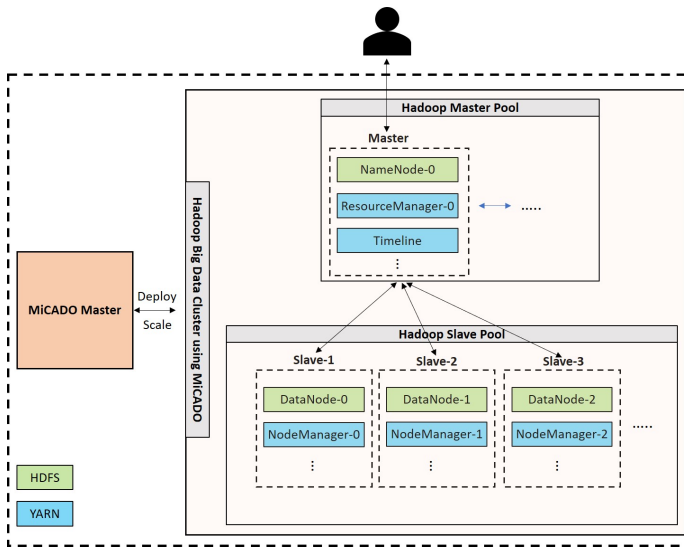 Hadoop Master Pool
Master
NameNode-0
ResourceManager-0
.....
Timeline
⋮
Hadoop Big Data Cluster using MiCADO
MiCADO Master
Deploy
Scale
Hadoop Slave Pool
Slave-1
Slave-2
Slave-3
DataNode-0
DataNode-1
DataNode-2
NodeManager-0
NodeManager-1
NodeManager-2
.....
⋮
⋮
⋮
HDFS
YARN